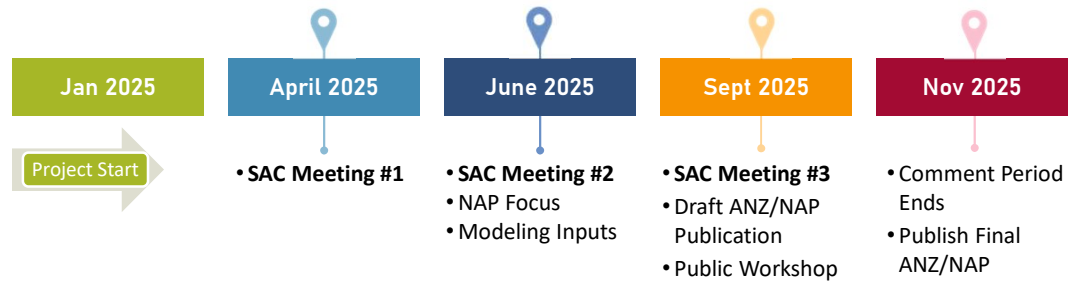 Jan 2025
April 2025
June 2025
Sept 2025
Nov 2025
Project Start
• SAC Meeting #1
• SAC Meeting #2
• NAP Focus
• Modeling Inputs
• SAC Meeting #3
• Draft ANZ/NAP
Publication
• Public Workshop
• Comment Period
Ends
• Publish Final
ANZ/NAP